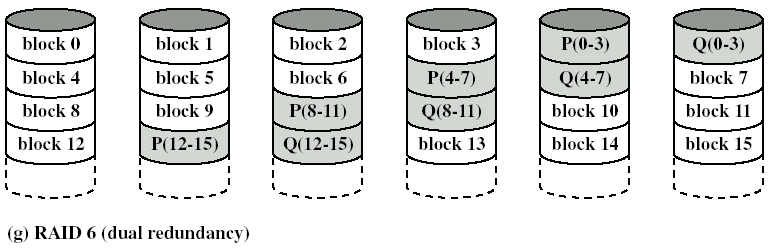 block 0 block 1 block 2 block 3 P(0-3) Q(0-3)
block 4 block 5 block 6 P(4-7) Q(4-7) block 7
block 8 block 9 P(8-11) Q(8-11) block 10 block 11
block 12 P(12-15) Q(12-15) block 13 block 14 block 15
(g) RAID 6 (dual redundancy)